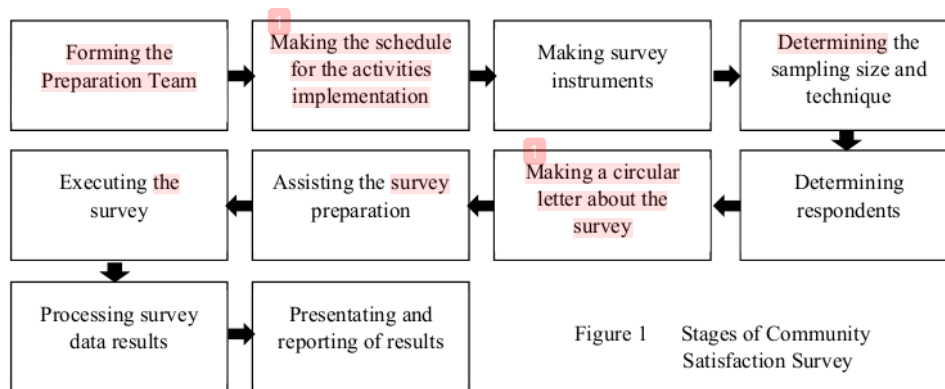 1
Forming the
Preparation Team
Making the schedule
for the activities
implementation
Making survey
instruments
Determining the
sampling size and
technique
Determining
respondents
1
Making a circular
letter about the
survey
Assisting the survey
preparation
Executing the
survey
Processing survey
data results
Presentating and
reporting of results
Figure 1 Stages of Community
Satisfaction Survey